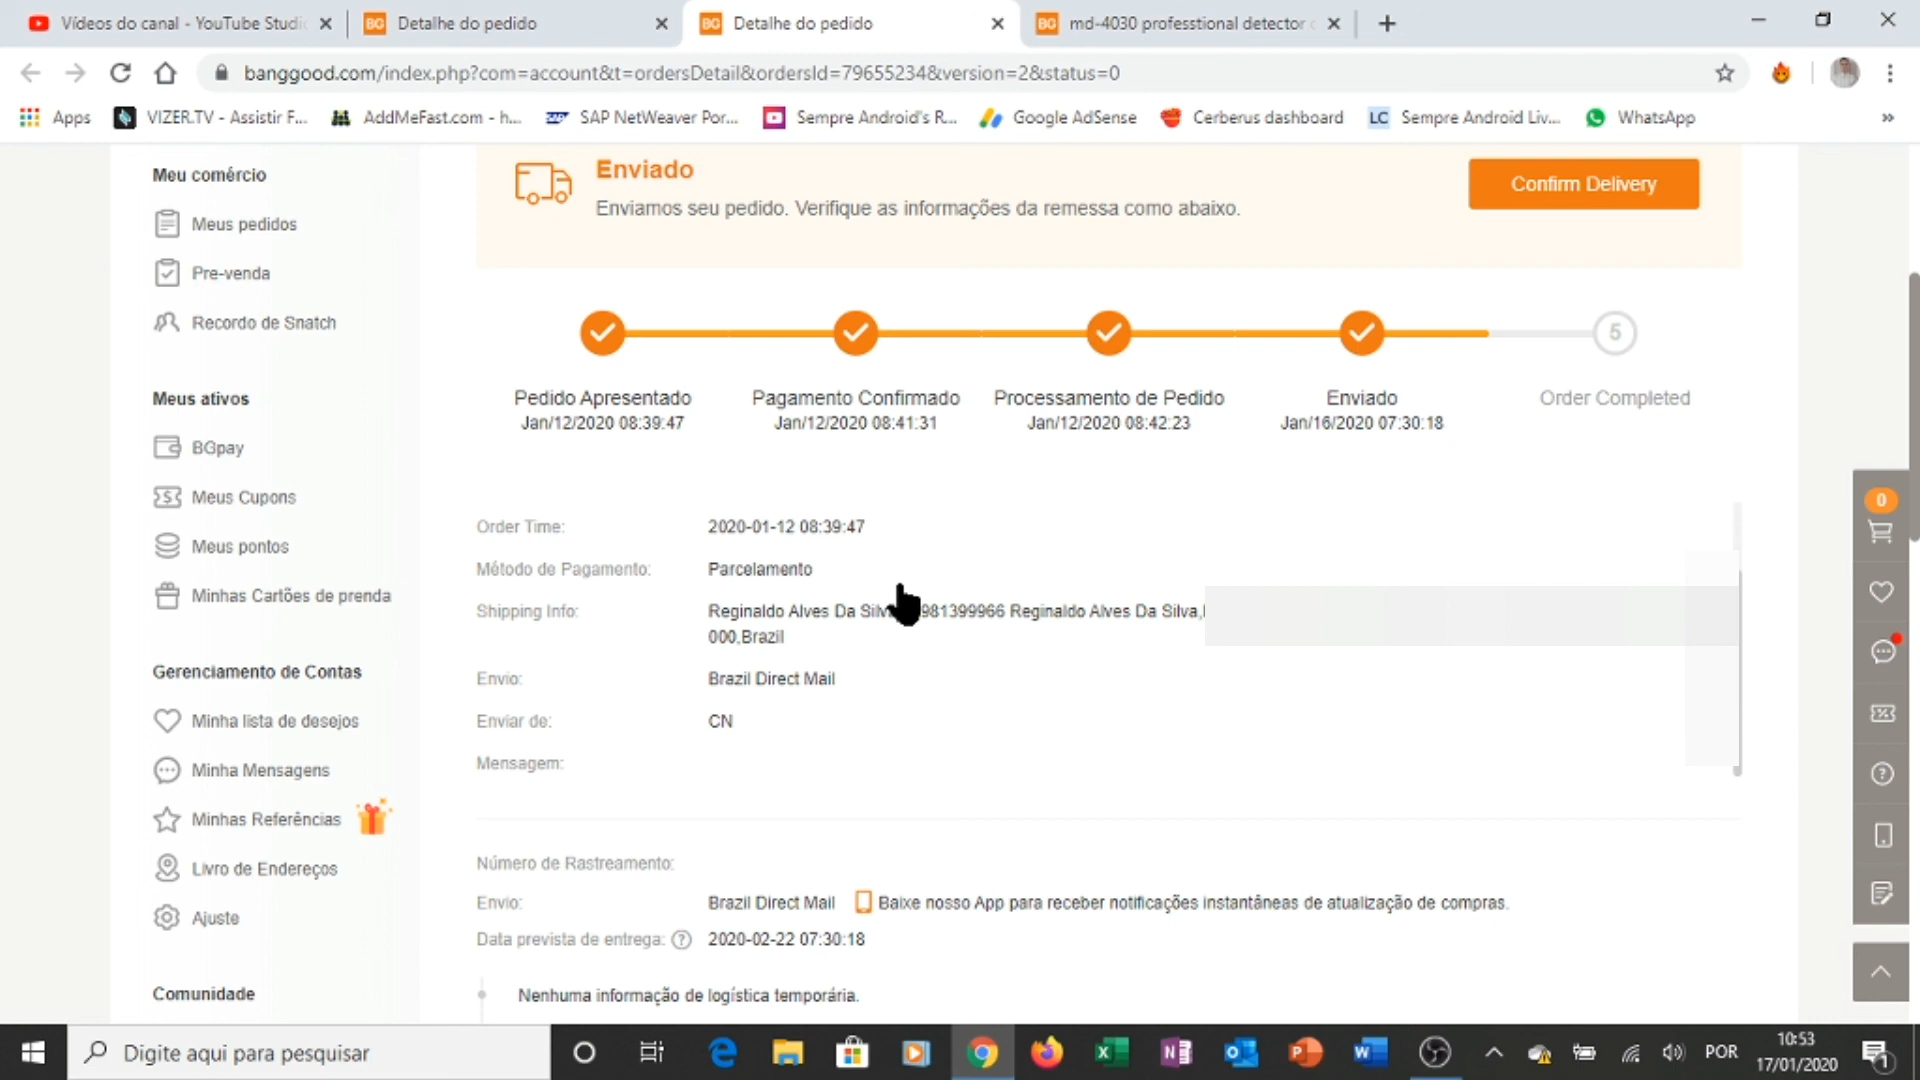 Vídeos do canal - YouTube Studi
BG Detalhe do pedido
BG Detalhe do pedido
BG md-4030 professtional detector
banggood.com/index.php?com=account&t=ordersDetail&ordersId=79655234&version=2&status=0
Apps
VIZER.TV - Assistir F...
AddMeFast.com - h...
SAP NetWeaver Por...
Sempre Android's R...
Google AdSense
Cerberus dashboard
LC Sempre Android Liv...
WhatsApp
Meu comércio
Meus pedidos
Pre-venda
Recordo de Snatch
Meus ativos
BGpay
Meus Cupons
Meus pontos
Minhas Cartões de prenda
Gerenciamento de Contas
Minha lista de desejos
Minha Mensagens
Minhas Referências
Livro de Endereços
Ajuste
Comunidade
Enviado
Enviamos seu pedido. Verifique as informações da remessa como abaixo.
Confirm Delivery
5
Pedido Apresentado
Jan/12/2020 08:39:47
Pagamento Confirmado
Jan/12/2020 08:41:31
Processamento de Pedido
Jan/12/2020 08:42:23
Enviado
Jan/16/2020 07:30:18
Order Completed
Order Time: 2020-01-12 08:39:47
Método de Pagamento: Parcelamento
Shipping Info: Reginaldo Alves Da Silv 981399966 Reginaldo Alves Da Silva,
000,Brazil
Envio: Brazil Direct Mail
Enviar de: CN
Mensagem:
Número de Rastreamento:
Envio: Brazil Direct Mail Baixe nosso App para receber notificações instantâneas de atualização de compras.
Data prevista de entrega: ? 2020-02-22 07:30:18
Nenhuma informação de logística temporária.
0
Digite aqui para pesquisar
POR
10:53
17/01/2020
1